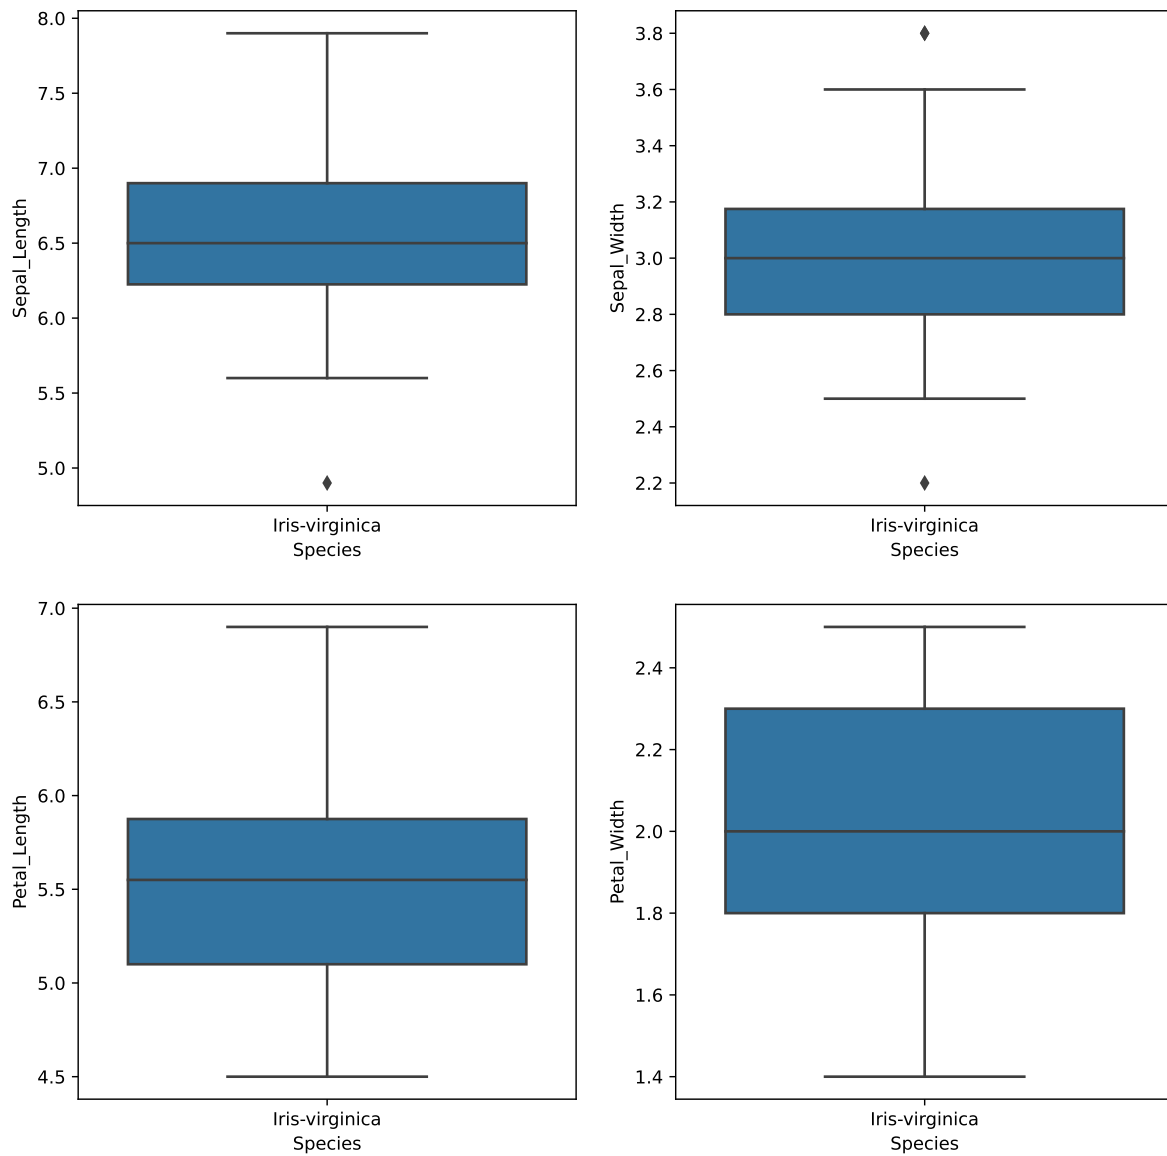 8.0
7.5
7.0
6.5
6.0
5.5
5.0
Sepal_Length
Iris-virginica
Species
3.8
3.6
3.4
3.2
3.0
2.8
2.6
2.4
2.2
Sepal_Width
Iris-virginica
Species
7.0
6.5
6.0
5.5
5.0
4.5
Petal_Length
Iris-virginica
Species
2.4
2.2
2.0
1.8
1.6
1.4
Petal_Width
Iris-virginica
Species